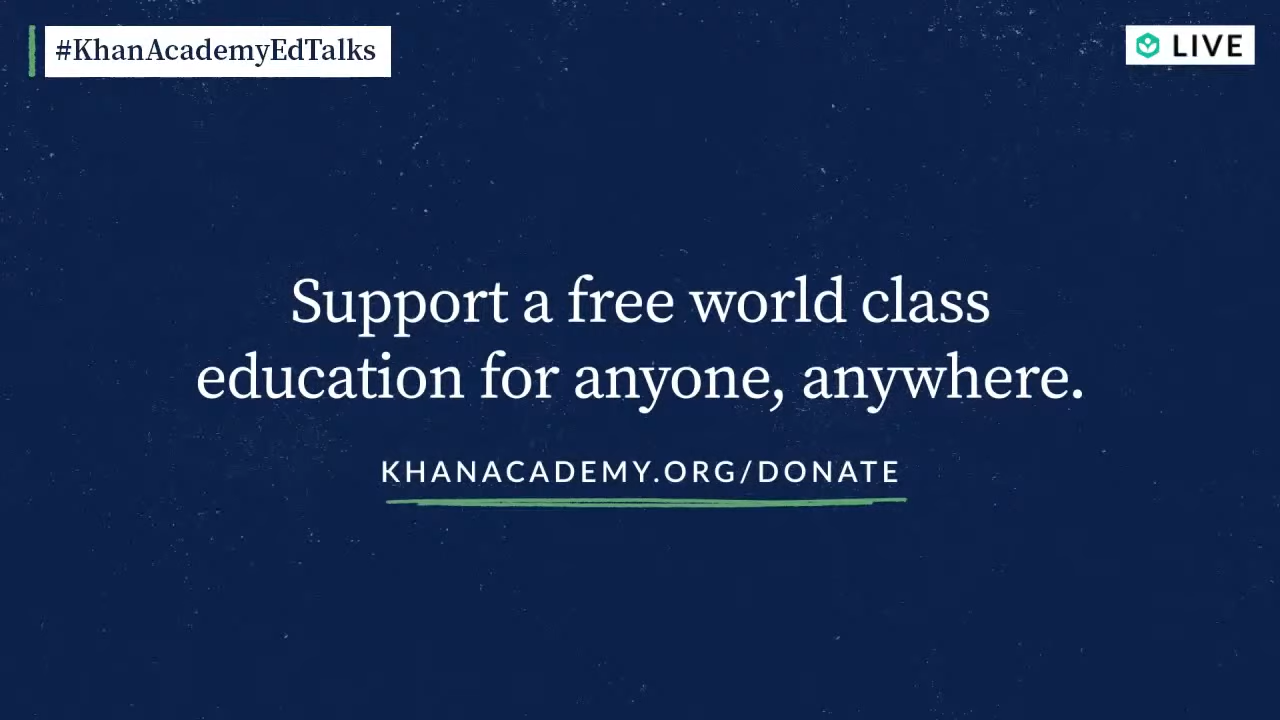 #KhanAcademyEdTalks
LIVE
Support a free world class
education for anyone, anywhere.
KHANACADEMY.ORG/DONATE